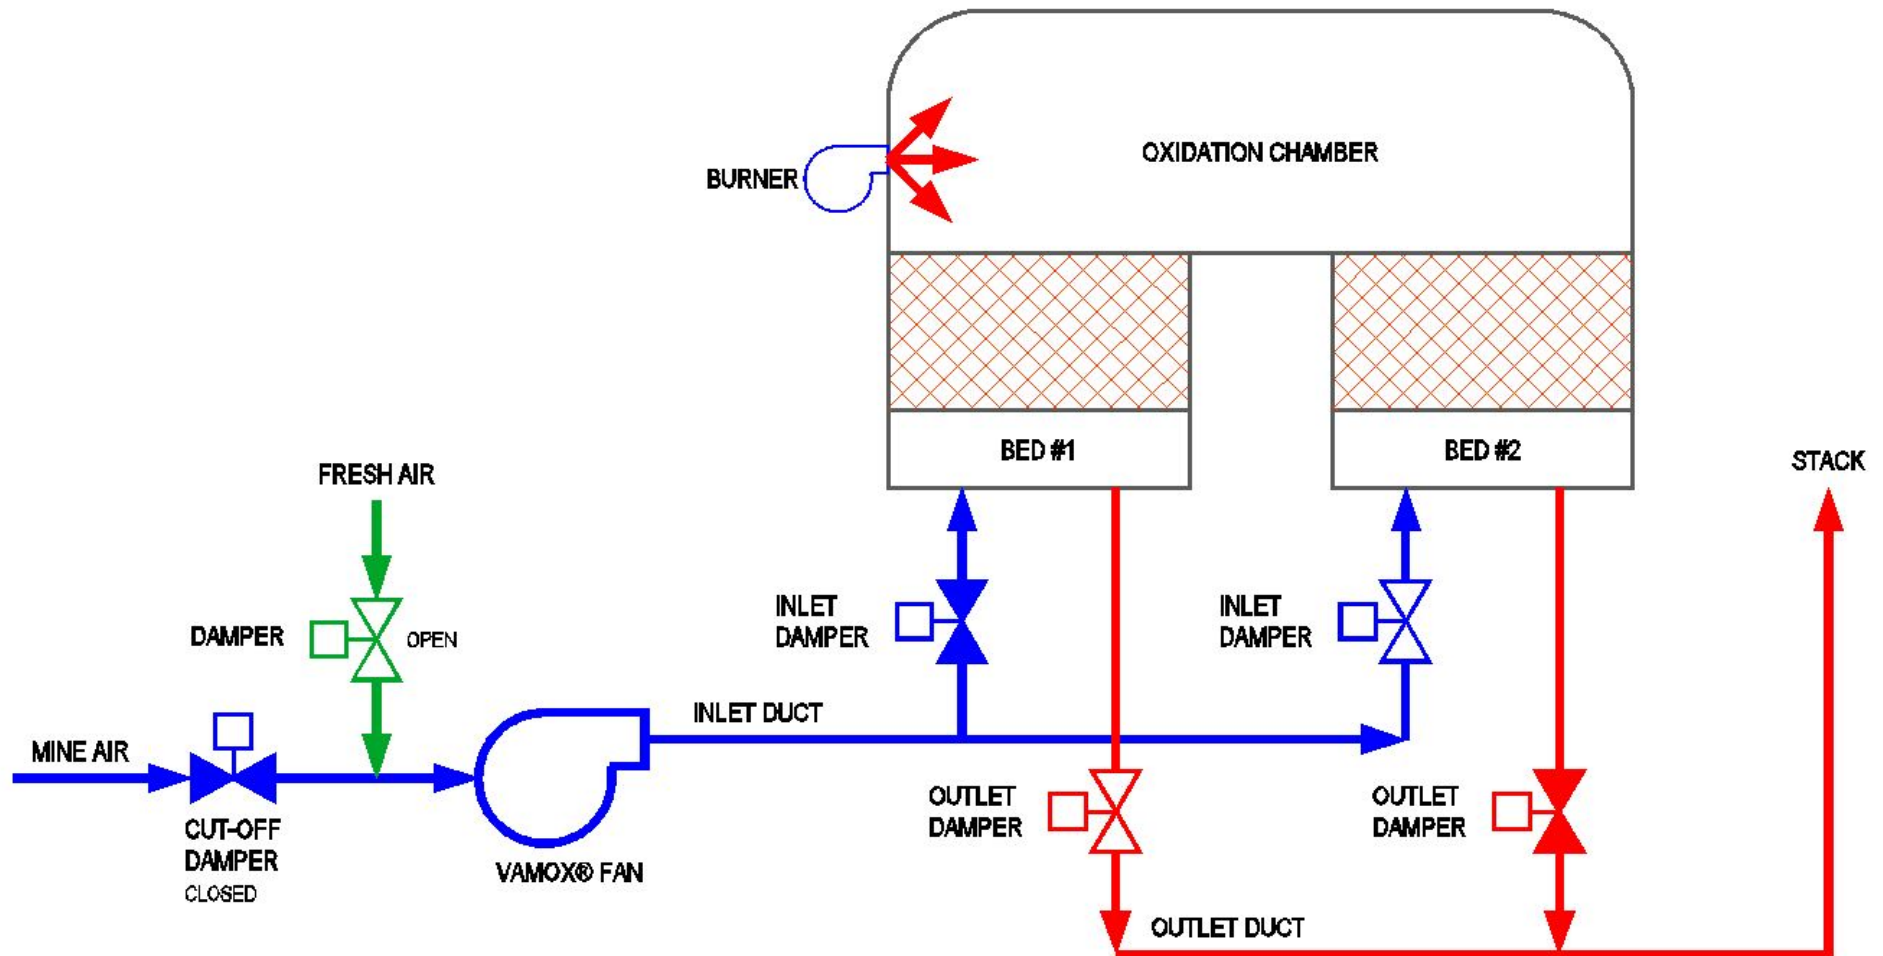 OXIDATION CHAMBER
BURNER
BED #1
BED #2
STACK
FRESH AIR
DAMPER
OPEN
INLET
DAMPER
INLET
DAMPER
INLET DUCT
MINE AIR
CUT-OFF
DAMPER
CLOSED
VAMOX® FAN
OUTLET
DAMPER
OUTLET
DAMPER
OUTLET DUCT